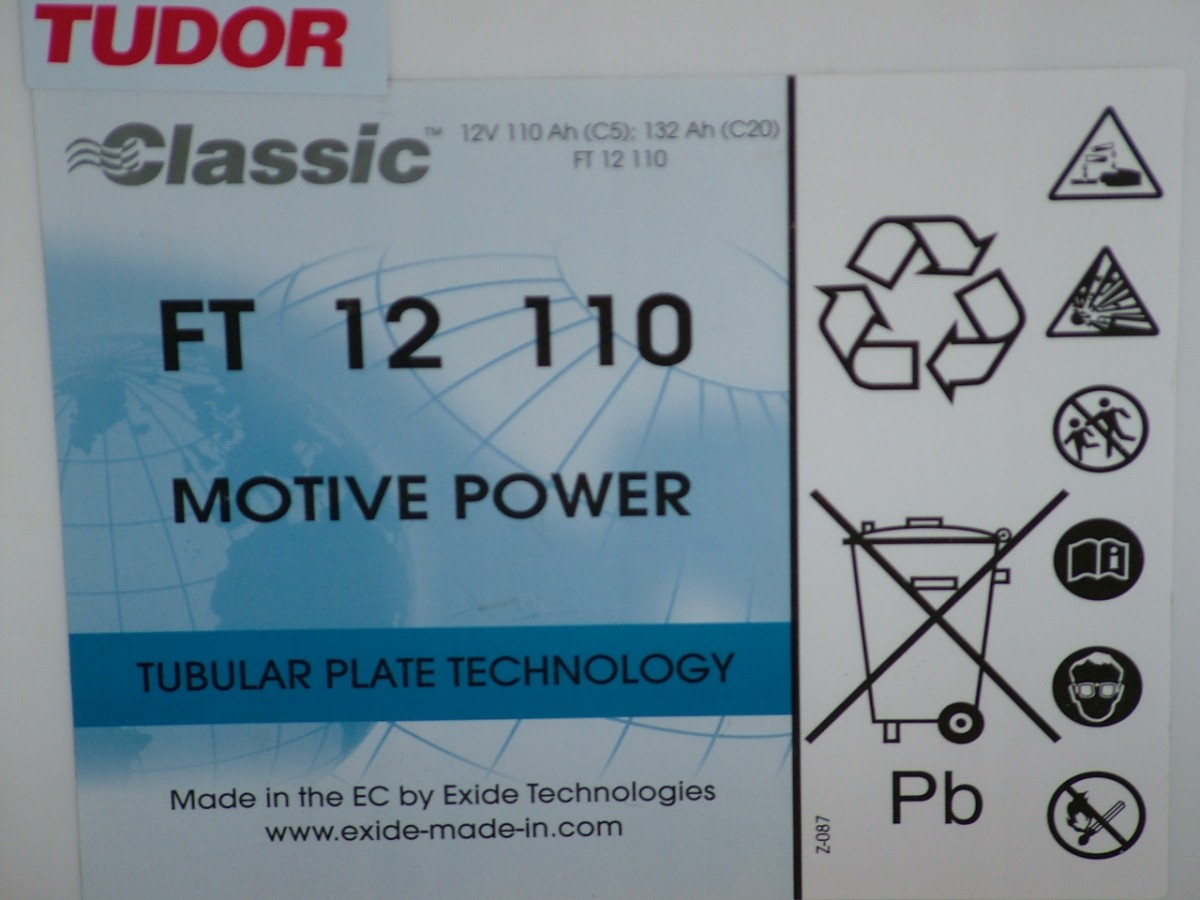 TUDOR
Classic™
12V 110 Ah (C5); 132 Ah (C20)
FT 12 110
FT 12 110
MOTIVE POWER
TUBULAR PLATE TECHNOLOGY
Made in the EC by Exide Technologies
www.exide-made-in.com
Pb
Z-087